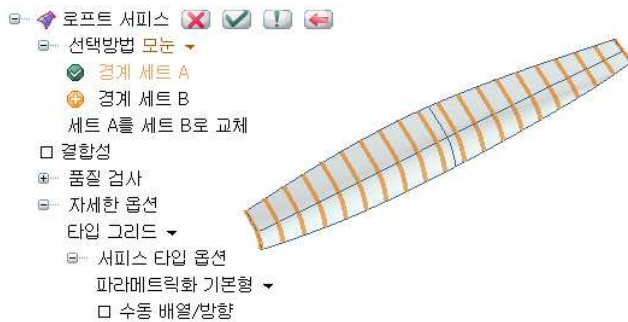 로프트 서피스
선택방법 모눈
경계 세트 A
경계 세트 B
세트 A를 세트 B로 교체
결합성
품질 검사
자세한 옵션
타입 그리드
서피스 타입 옵션
파라메트릭화 기본형
수동 배열/방향